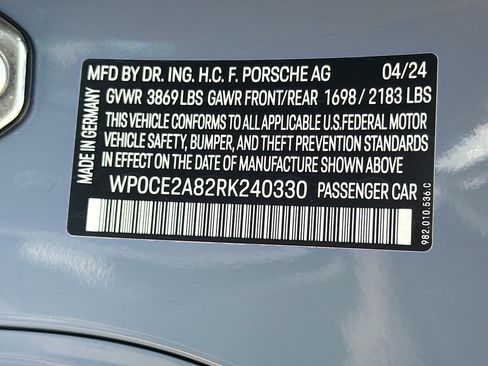 MFD BY DR. ING. H.C. F. PORSCHE AG 04/24
GVWR 3869 LBS GAWR FRONT/REAR 1698 / 2183 LBS
THIS VEHICLE CONFORMS TO ALL APPLICABLE U.S. FEDERAL MOTOR
VEHICLE SAFETY, BUMPER, AND THEFT PREVENTION STANDARDS
IN EFFECT ON THE DATE OF MANUFACTURE SHOWN ABOVE
WP0CE2A82RK240330 PASSENGER CAR
MADE IN GERMANY
982.010.536.C